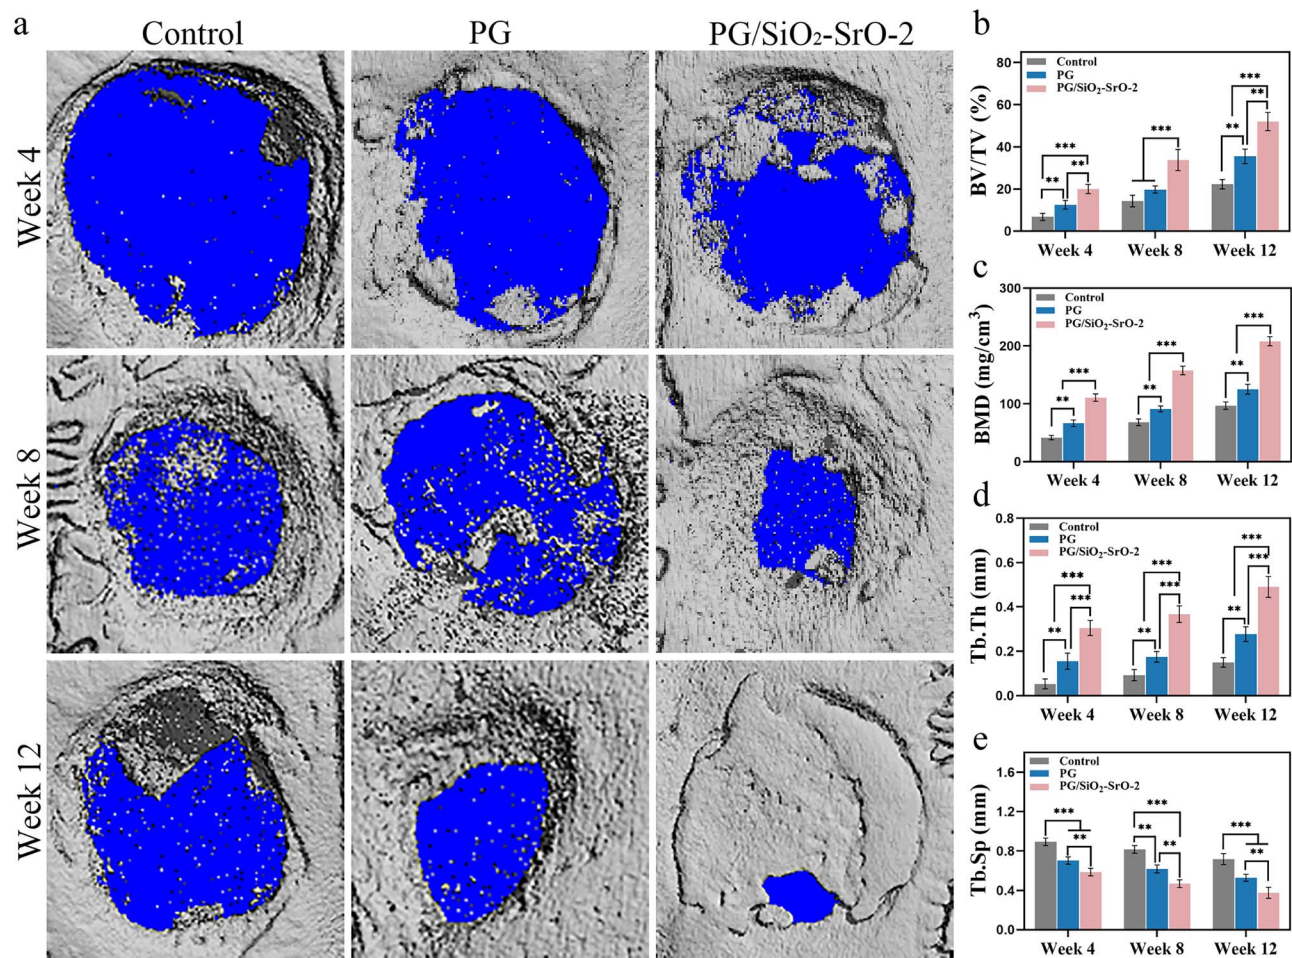 a
Control
PG
PG/SiO₂-SrO-2
Week 4
Week 8
Week 12
b
BV/TV (%)
80
60
40
20
0
Control
PG
PG/SiO₂-SrO-2
***
**
**
***
***
**
**
Week 4
Week 8
Week 12
c
BMD (mg/cm³)
300
200
100
0
Control
PG
PG/SiO₂-SrO-2
***
**
***
**
***
**
Week 4
Week 8
Week 12
d
Tb.Th (mm)
0.8
0.6
0.4
0.2
0.0
Control
PG
PG/SiO₂-SrO-2
***
***
**
***
***
**
***
***
**
Week 4
Week 8
Week 12
e
Tb.Sp (mm)
1.6
1.2
0.8
0.4
0.0
Control
PG
PG/SiO₂-SrO-2
***
**
***
**
**
***
**
Week 4
Week 8
Week 12